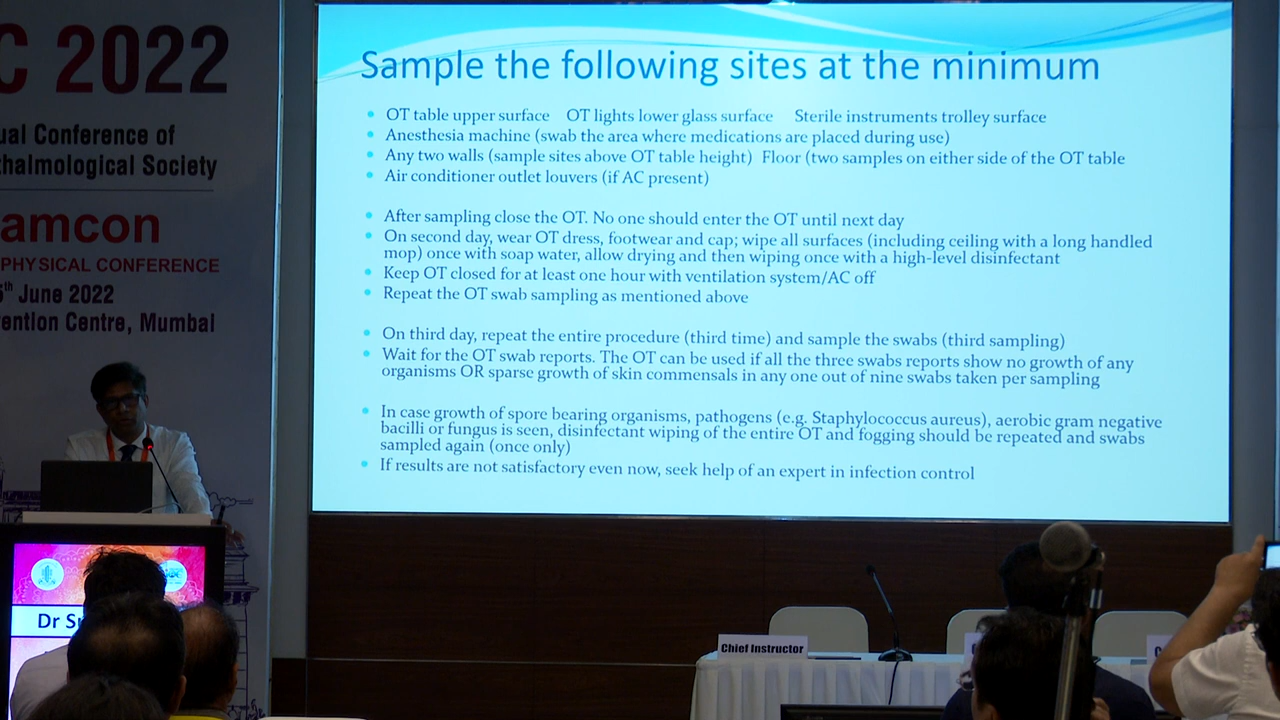 C 2022
ual Conference of
thalmological Society
amcon
PHYSICAL CONFERENCE
th June 2022
vention Centre, Mumbai
Sample the following sites at the minimum
• OT table upper surface OT lights lower glass surface Sterile instruments trolley surface
• Anesthesia machine (swab the area where medications are placed during use)
• Any two walls (sample sites above OT table height) Floor (two samples on either side of the OT table
• Air conditioner outlet louvers (if AC present)
• After sampling close the OT. No one should enter the OT until next day
• On second day, wear OT dress, footwear and cap; wipe all surfaces (including ceiling with a long handled
mop) once with soap water, allow drying and then wiping once with a high-level disinfectant
• Keep OT closed for at least one hour with ventilation system/AC off
• Repeat the OT swab sampling as mentioned above
• On third day, repeat the entire procedure (third time) and sample the swabs (third sampling)
• Wait for the OT swab reports. The OT can be used if all the three swabs reports show no growth of any
organisms OR sparse growth of skin commensals in any one out of nine swabs taken per sampling
• In case growth of spore bearing organisms, pathogens (e.g. Staphylococcus aureus), aerobic gram negative
bacilli or fungus is seen, disinfectant wiping of the entire OT and fogging should be repeated and swabs
sampled again (once only)
• If results are not satisfactory even now, seek help of an expert in infection control
Dr
Chief Instructor